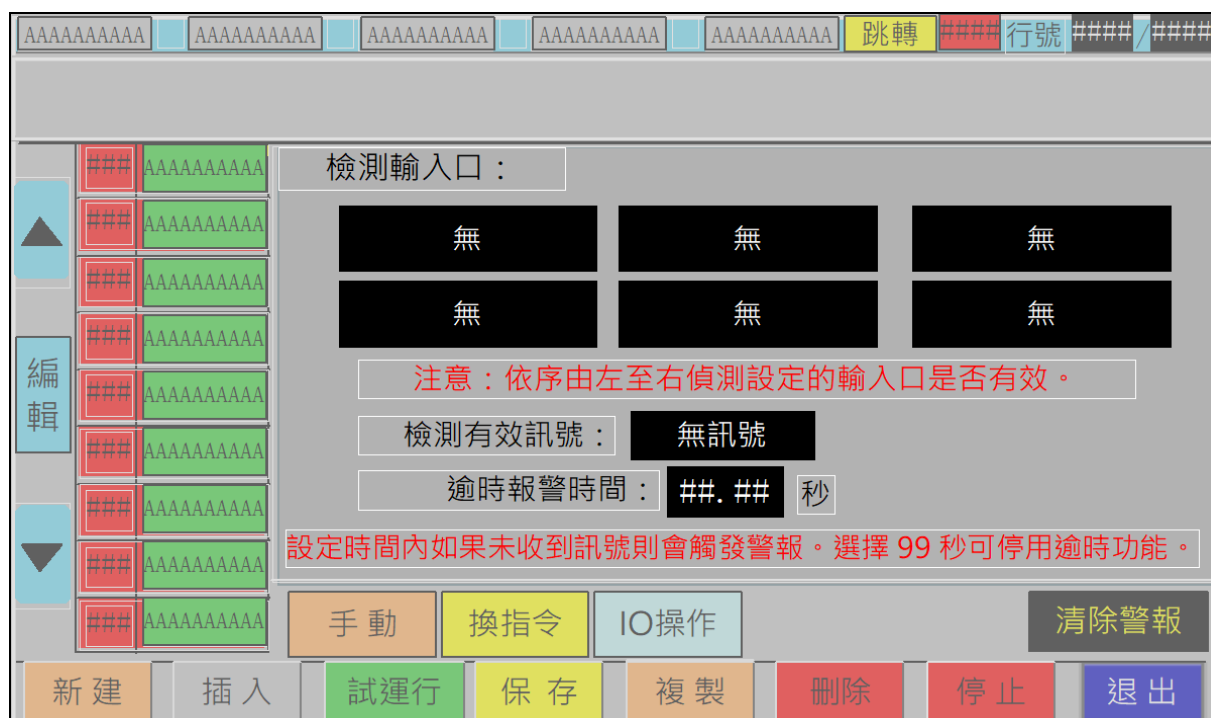 AAAAAAAAAA AAAAAAAAAA AAAAAAAAAA AAAAAAAAAA AAAAAAAAAA 跳轉 #### 行號 #### / ####
### AAAAAAAAAA
檢測輸入口：
### AAAAAAAAAA
無 無 無
### AAAAAAAAAA
### AAAAAAAAAA
無 無 無
編輯
### AAAAAAAAAA
注意：依序由左至右偵測設定的輸入口是否有效。
### AAAAAAAAAA
檢測有效訊號： 無訊號
### AAAAAAAAAA
逾時報警時間： ##.## 秒
### AAAAAAAAAA
設定時間內如果未收到訊號則會觸發警報。選擇 99 秒可停用逾時功能。
### AAAAAAAAAA
手動 換指令 IO操作 清除警報
新建 插入 試運行 保存 複製 刪除 停止 退出